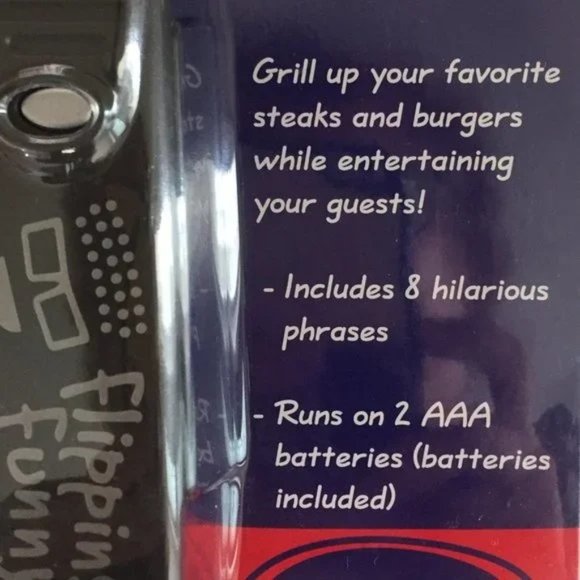 Grill up your favorite
steaks and burgers
while entertaining
your guests!
- Includes 8 hilarious
phrases
- Runs on 2 AAA
batteries (batteries
included)
Flippin
Funny